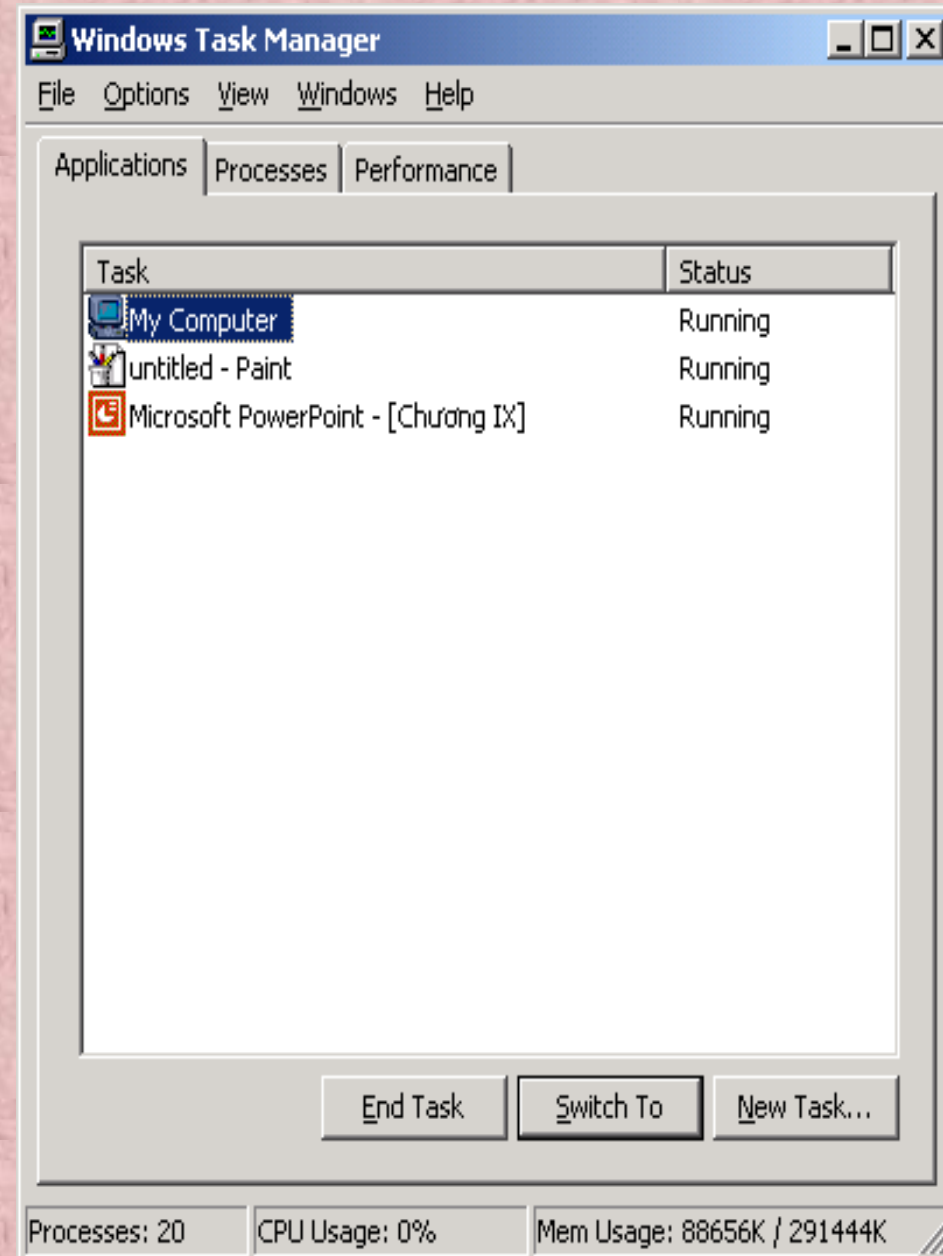 Windows Task Manager
File Options View Windows Help
Applications Processes Performance
Task Status
My Computer Running
untitled - Paint Running
Microsoft PowerPoint - [Chương IX] Running
End Task Switch To New Task...
Processes: 20 CPU Usage: 0% Mem Usage: 88656K / 291444K